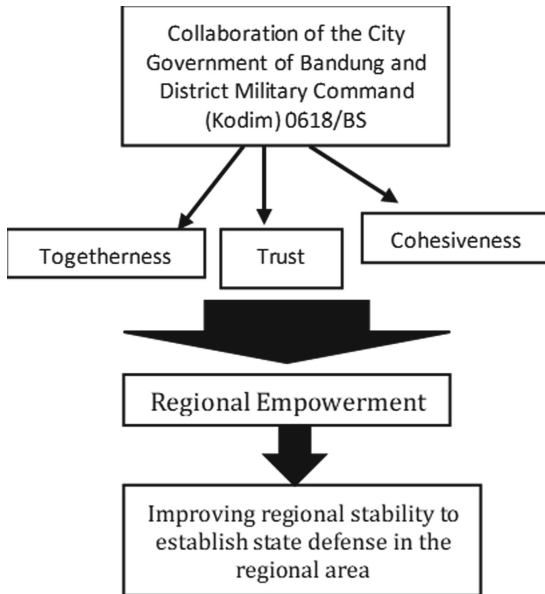 Collaboration of the City
Government of Bandung and
District Military Command
(Kodim) 0618/BS
Togetherness
Trust
Cohesiveness
Regional Empowerment
Improving regional stability to
establish state defense in the
regional area